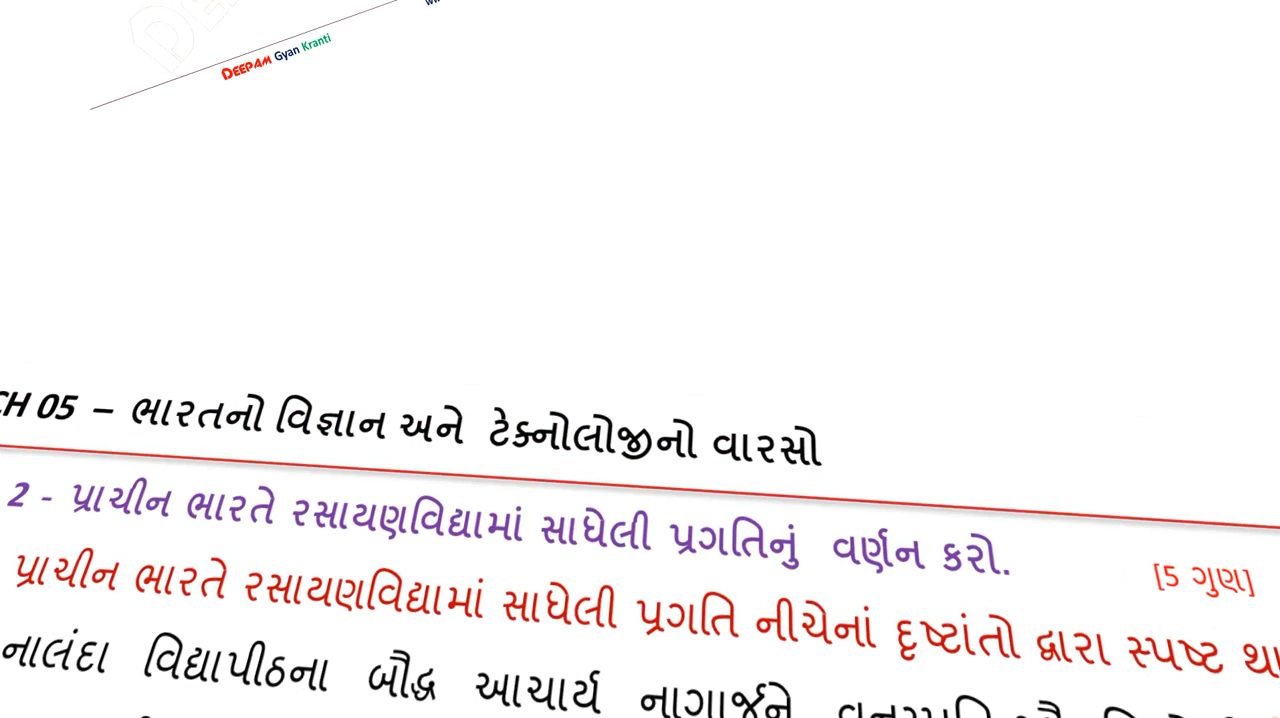 DEEPAM Gyan Kranti
CH 05 – ભારતનો વિજ્ઞાન અને ટેક્નોલોજીનો વારસો
2 - પ્રાચીન ભારતે રસાયણવિદ્યામાં સાધેલી પ્રગતિનું વર્ણન કરો. [5 ગુણ]
પ્રાચીન ભારતે રસાયણવિદ્યામાં સાધેલી પ્રગતિ નીચેનાં દૃષ્ટાંતો દ્વારા સ્પષ્ટ
નાલંદા વિદ્યાપીઠના બૌદ્ધ આચાર્ય નાગાર્જુને